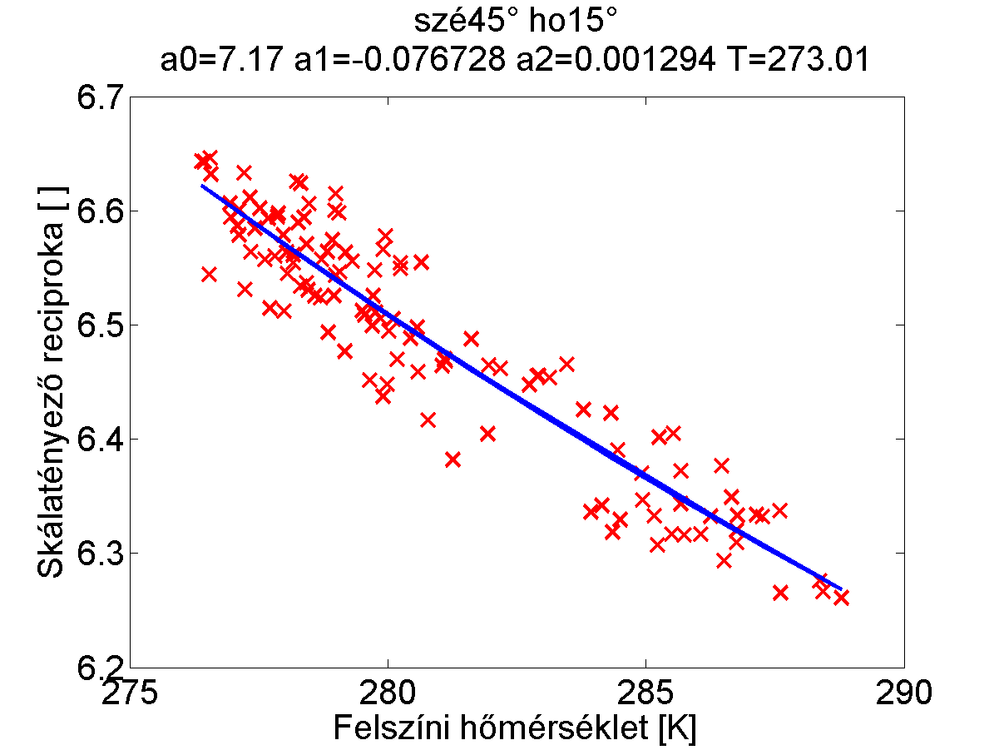 szé45° ho15°
a0=7.17 a1=-0.076728 a2=0.001294 T=273.01
6.7
6.6
6.5
6.4
6.3
6.2
Skálatényező reciproka [ ]
275 280 285 290
Felszíni hőmérséklet [K]